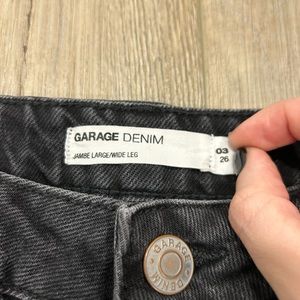 GARAGE DENIM
JAMBE LARGE/WIDE LEG
03
26
GARAGE
DENIM